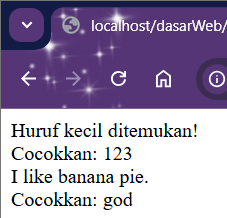 localhost/dasarWeb/
Huruf kecil ditemukan!
Cocokkan: 123
I like banana pie.
Cocokkan: god